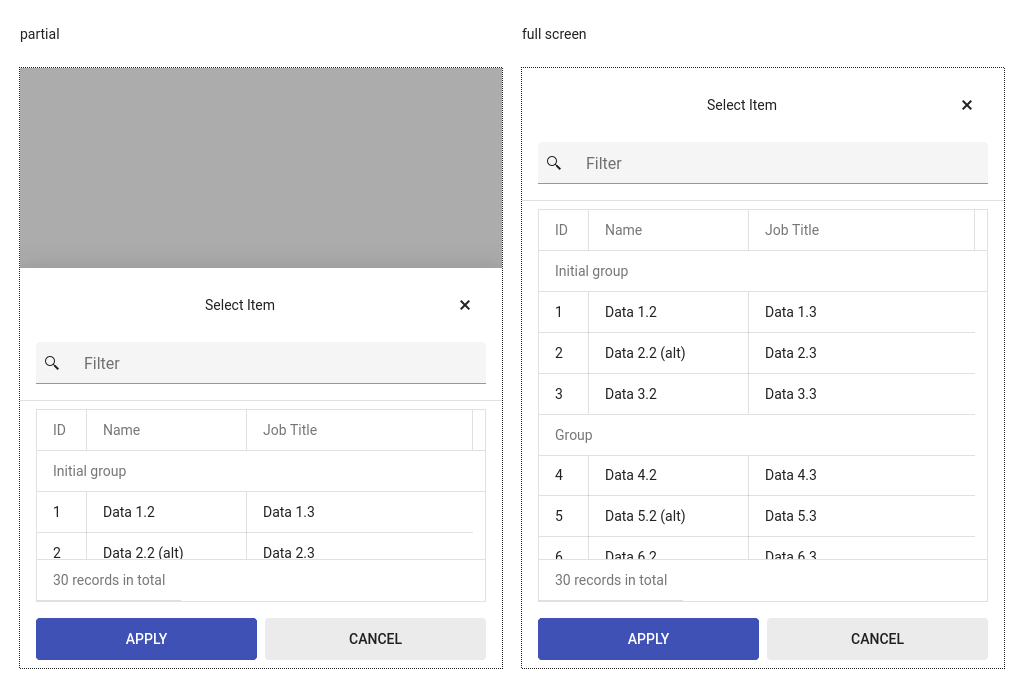 partial
Select Item ×
Filter
ID Name Job Title
Initial group
1 Data 1.2 Data 1.3
2 Data 2.2 (alt) Data 2.3
30 records in total
APPLY CANCEL
full screen
Select Item ×
Filter
ID Name Job Title
Initial group
1 Data 1.2 Data 1.3
2 Data 2.2 (alt) Data 2.3
3 Data 3.2 Data 3.3
Group
4 Data 4.2 Data 4.3
5 Data 5.2 (alt) Data 5.3
6 Data 6.2 Data 6.3
30 records in total
APPLY CANCEL